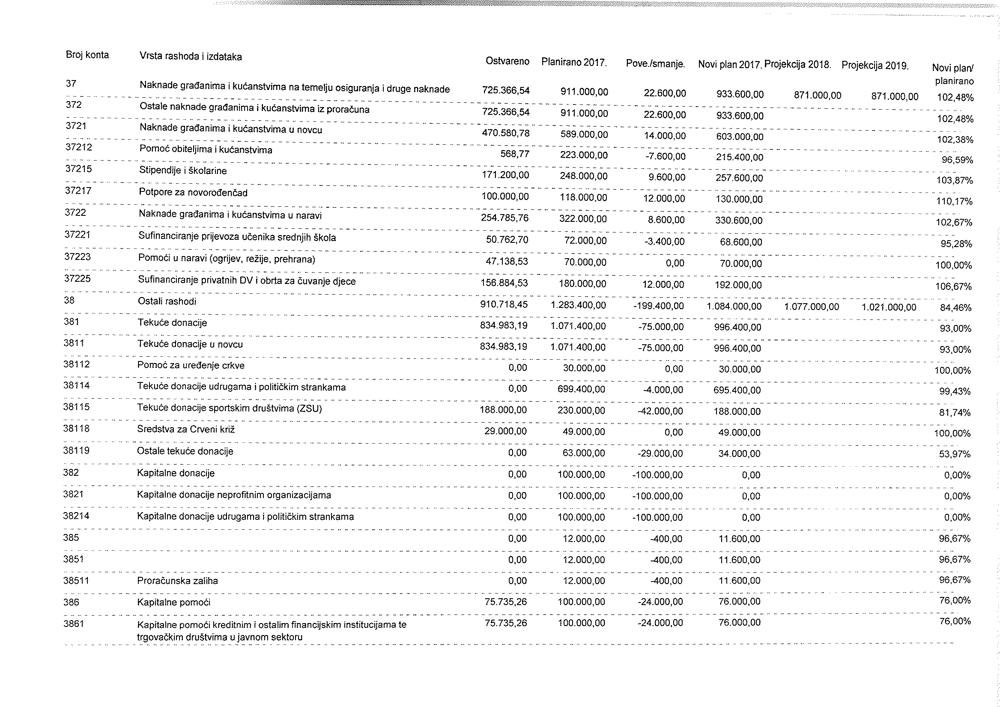 Broj konta Vrsta rashoda i izdataka Ostvareno Planirano 2017. Pove./smanje. Novi plan 2017. Projekcija 2018. Projekcija 2019. Novi plan/
planirano
37 Naknade građanima i kućanstvima na temelju osiguranja i druge naknade 725.366,54 911.000,00 22.600,00 933.600,00 871.000,00 871.000,00 102,48%
372 Ostale naknade građanima i kućanstvima iz proračuna 725.366,54 911.000,00 22.600,00 933.600,00 102,48%
3721 Naknade građanima i kućanstvima u novcu 470.580,78 589.000,00 14.000,00 603.000,00 102,38%
37212 Pomoć obiteljima i kućanstvima 568,77 223.000,00 -7.600,00 215.400,00 96,59%
37215 Stipendije i školarine 171.200,00 248.000,00 9.600,00 257.600,00 103,87%
37217 Potpore za novorođenčad 100.000,00 118.000,00 12.000,00 130.000,00 110,17%
3722 Naknade građanima i kućanstvima u naravi 254.785,76 322.000,00 8.600,00 330.600,00 102,67%
37221 Sufinanciranje prijevoza učenika srednjih škola 50.762,70 72.000,00 -3.400,00 68.600,00 95,28%
37223 Pomoći u naravi (ogrijev, režije, prehrana) 47.138,53 70.000,00 0,00 70.000,00 100,00%
37225 Sufinanciranje privatnih DV i obrta za čuvanje djece 156.884,53 180.000,00 12.000,00 192.000,00 106,67%
38 Ostali rashodi 910.718,45 1.283.400,00 -199.400,00 1.084.000,00 1.077.000,00 1.021.000,00 84,46%
381 Tekuće donacije 834.983,19 1.071.400,00 -75.000,00 996.400,00 93,00%
3811 Tekuće donacije u novcu 834.983,19 1.071.400,00 -75.000,00 996.400,00 93,00%
38112 Pomoć za uređenje crkve 0,00 30.000,00 0,00 30.000,00 100,00%
38114 Tekuće donacije udrugama i političkim strankama 0,00 699.400,00 -4.000,00 695.400,00 99,43%
38115 Tekuće donacije sportskim društvima (ZSU) 188.000,00 230.000,00 -42.000,00 188.000,00 81,74%
38118 Sredstva za Crveni križ 29.000,00 49.000,00 0,00 49.000,00 100,00%
38119 Ostale tekuće donacije 0,00 63.000,00 -29.000,00 34.000,00 53,97%
382 Kapitalne donacije 0,00 100.000,00 -100.000,00 0,00 0,00%
3821 Kapitalne donacije neprofitnim organizacijama 0,00 100.000,00 -100.000,00 0,00 0,00%
38214 Kapitalne donacije udrugama i političkim strankama 0,00 100.000,00 -100.000,00 0,00 0,00%
385 0,00 12.000,00 -400,00 11.600,00 96,67%
3851 0,00 12.000,00 -400,00 11.600,00 96,67%
38511 Proračunska zaliha 0,00 12.000,00 -400,00 11.600,00 96,67%
386 Kapitalne pomoći 75.735,26 100.000,00 -24.000,00 76.000,00 76,00%
3861 Kapitalne pomoći kreditnim i ostalim financijskim institucijama te 75.735,26 100.000,00 -24.000,00 76.000,00 76,00%
trgovačkim društvima u javnom sektoru